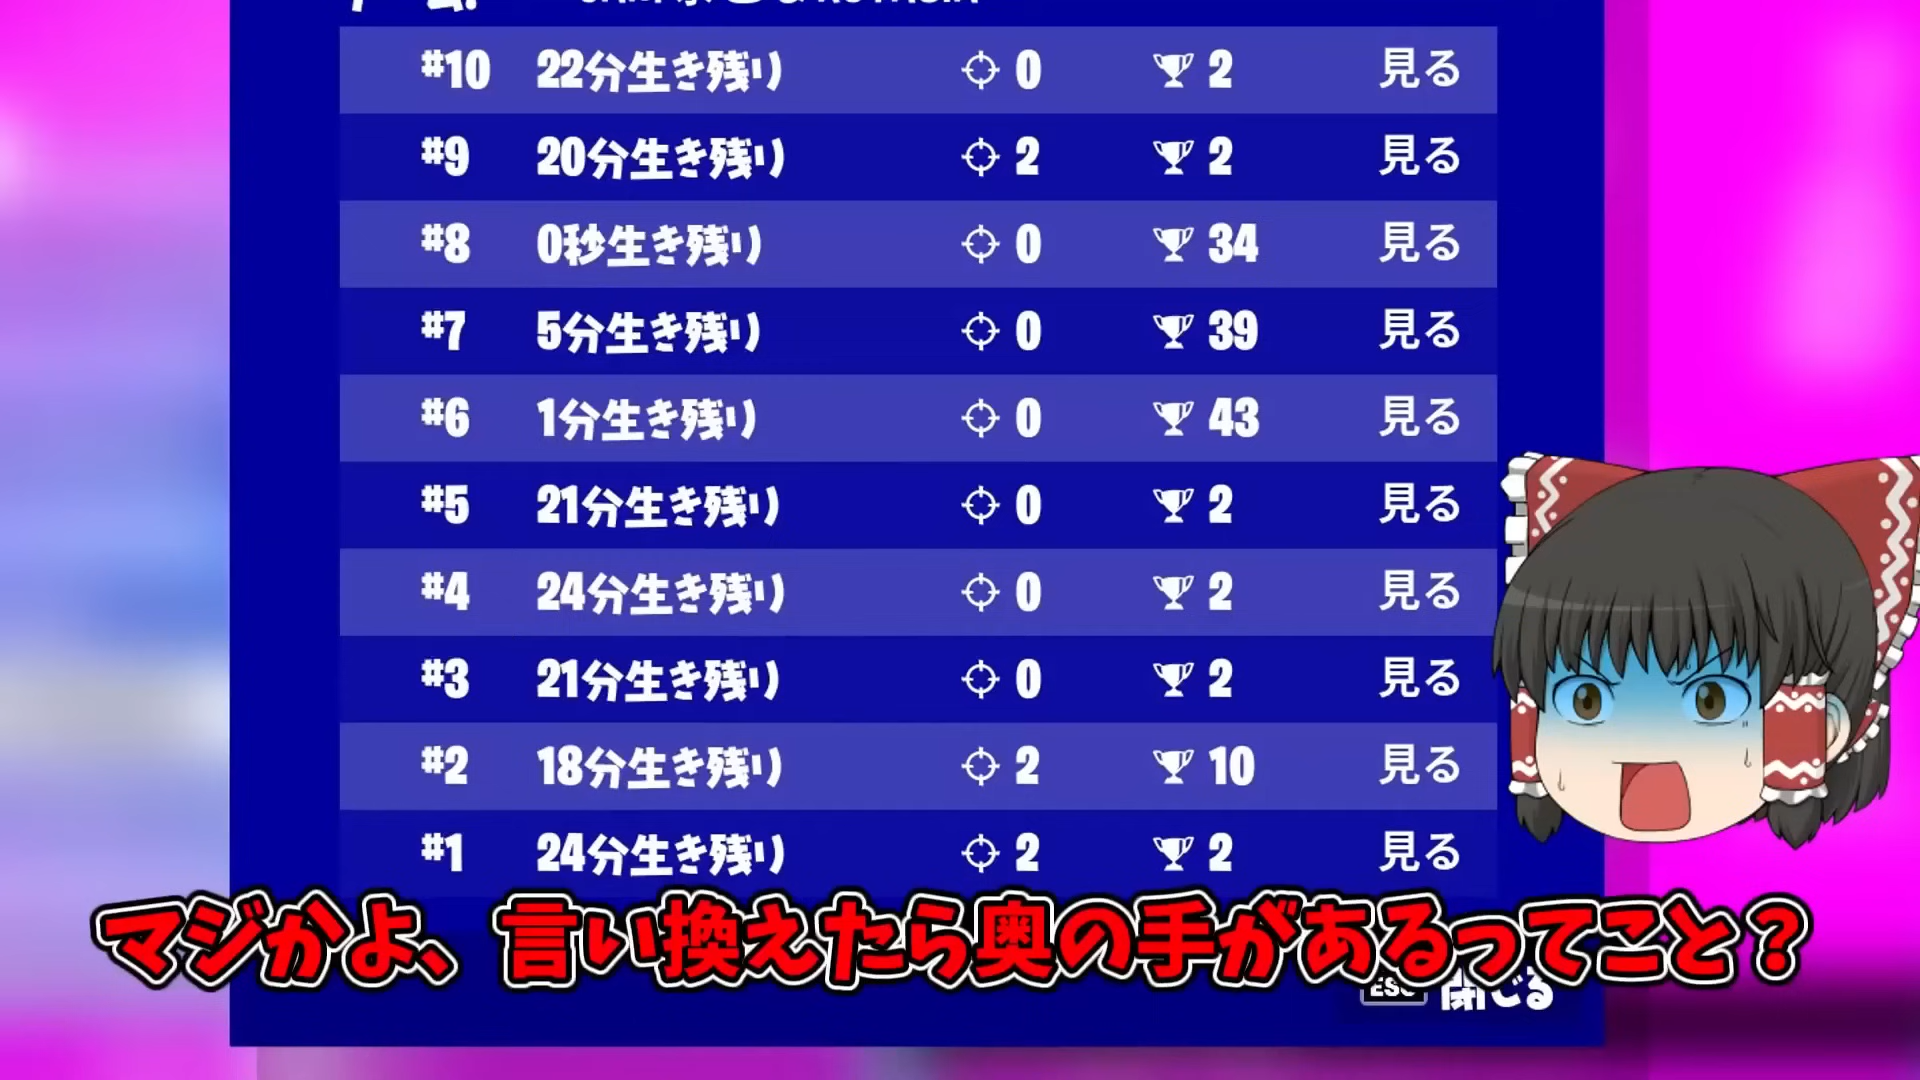 #10 22分生き残り 0 2 見る
#9 20分生き残り 2 2 見る
#8 0秒生き残り 0 34 見る
#7 5分生き残り 0 39 見る
#6 1分生き残り 0 43 見る
#5 21分生き残り 0 2 見る
#4 24分生き残り 0 2 見る
#3 21分生き残り 0 2 見る
#2 18分生き残り 2 10 見る
#1 24分生き残り 2 2 見る
マジかよ、言い換えたら奥の手があるってこと？
ESC 閉じる